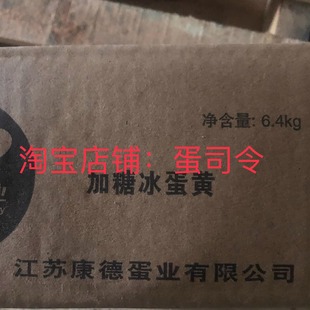 净含量: 6.4kg
淘宝店铺：蛋司令
加糖冰蛋黄
江苏康德蛋业有限公司